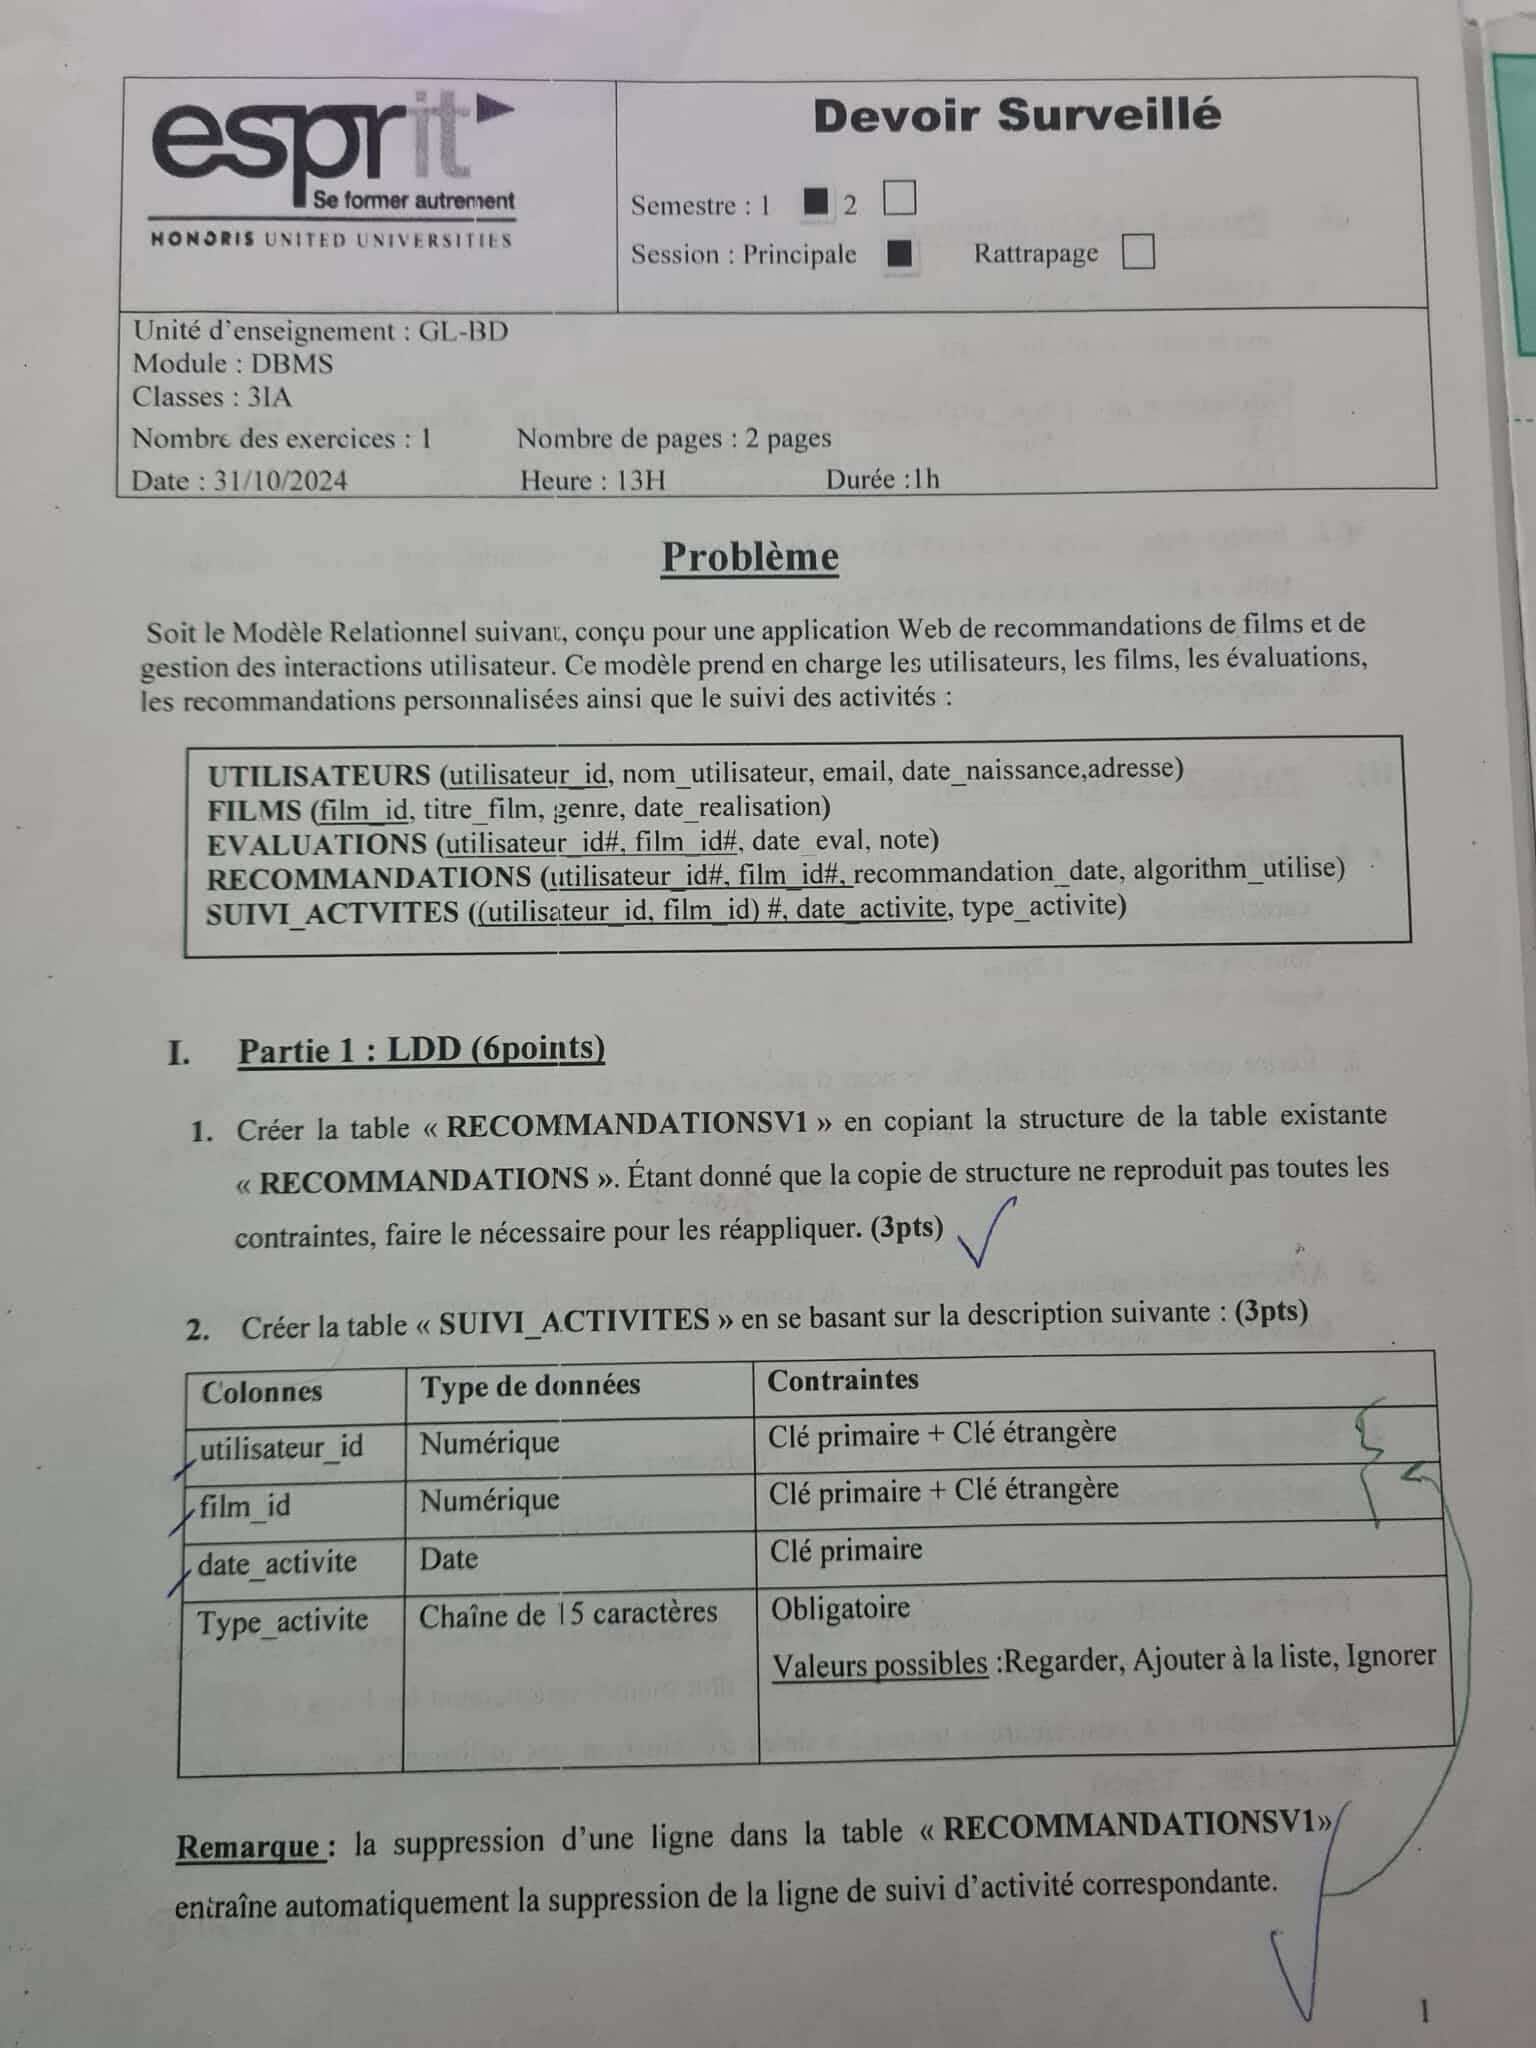 esprit
Se former autrement
HONORIS UNITED UNIVERSITIES
Devoir Surveillé
Semestre : 1 2
Session : Principale Rattrapage
Unité d'enseignement : GL-BD
Module : DBMS
Classes : 3IA
Nombre des exercices : 1 Nombre de pages : 2 pages
Date : 31/10/2024 Heure : 13H Durée :1h
Problème
Soit le Modèle Relationnel suivant, conçu pour une application Web de recommandations de films et de
gestion des interactions utilisateur. Ce modèle prend en charge les utilisateurs, les films, les évaluations,
les recommandations personnalisées ainsi que le suivi des activités :
UTILISATEURS (utilisateur_id, nom_utilisateur, email, date_naissance,adresse)
FILMS (film_id, titre_film, genre, date_realisation)
EVALUATIONS (utilisateur_id#, film_id#, date_eval, note)
RECOMMANDATIONS (utilisateur_id#, film_id#, recommandation_date, algorithm_utilise)
SUIVI_ACTVITES ((utilisateur_id, film_id) #, date_activite, type_activite)
I. Partie 1 : LDD (6points)
1. Créer la table « RECOMMANDATIONSV1 » en copiant la structure de la table existante
« RECOMMANDATIONS ». Étant donné que la copie de structure ne reproduit pas toutes les
contraintes, faire le nécessaire pour les réappliquer. (3pts)
2. Créer la table « SUIVI_ACTIVITES » en se basant sur la description suivante : (3pts)
Colonnes Type de données Contraintes
utilisateur_id Numérique Clé primaire + Clé étrangère
film_id Numérique Clé primaire + Clé étrangère
date_activite Date Clé primaire
Type_activite Chaîne de 15 caractères Obligatoire
Valeurs possibles :Regarder, Ajouter à la liste, Ignorer
Remarque : la suppression d'une ligne dans la table « RECOMMANDATIONSV1»
entraîne automatiquement la suppression de la ligne de suivi d'activité correspondante.
1